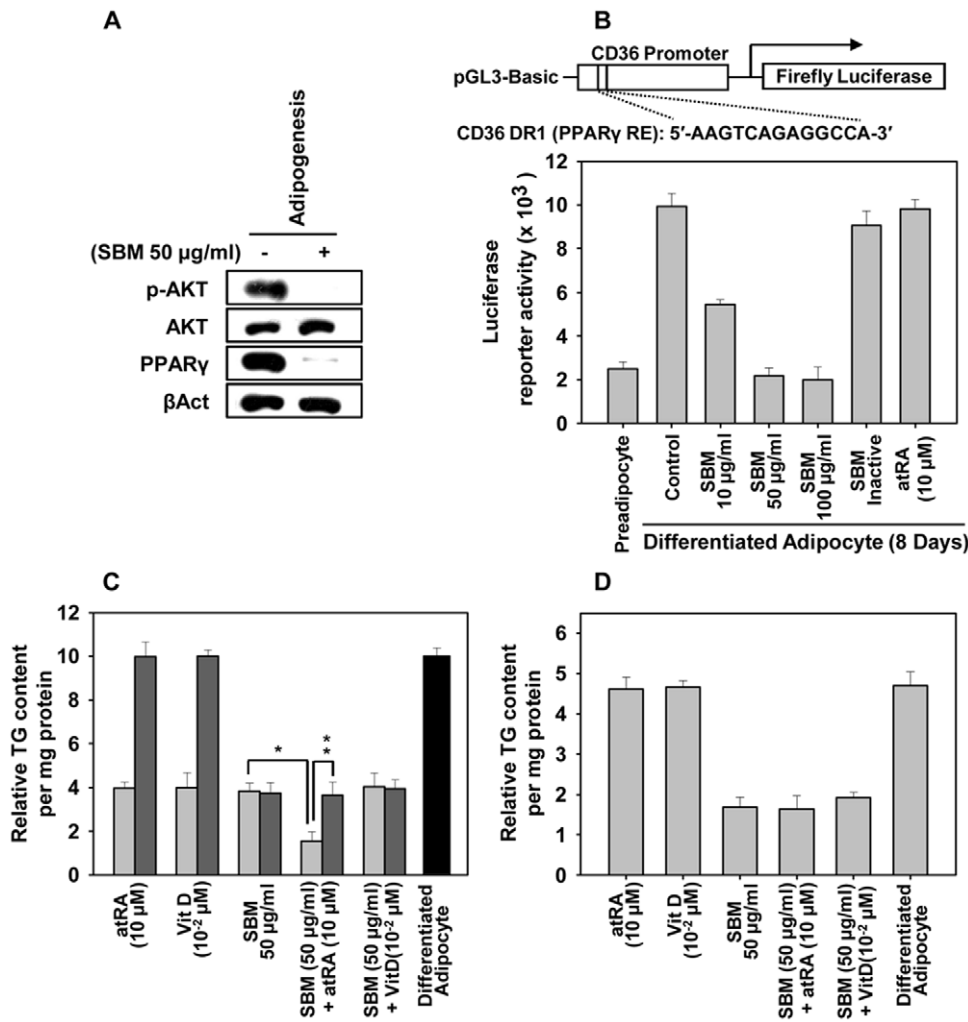 A
Adipogenesis
(SBM 50 μg/ml) - +
p-AKT
AKT
PPARγ
βAct
B
CD36 Promoter
pGL3-Basic
Firefly Luciferase
CD36 DR1 (PPARγ RE): 5′-AAGTCAGAGGCCA-3′
Luciferase
reporter activity (x 10³)
12
10
8
6
4
2
0
Preadipocyte
Control
SBM
10 μg/ml
SBM
50 μg/ml
SBM
100 μg/ml
SBM
Inactive
atRA
(10 μM)
Differentiated Adipocyte (8 Days)
C
Relative TG content
per mg protein
12
10
8
6
4
2
0
*
**
atRA
(10 μM)
Vit D
(10⁻² μM)
SBM
50 μg/ml
SBM (50 μg/ml)
+ atRA (10 μM)
SBM (50 μg/ml)
+ VitD(10⁻² μM)
Differentiated
Adipocyte
D
Relative TG content
per mg protein
6
5
4
3
2
1
0
atRA
(10 μM)
Vit D
(10⁻² μM)
SBM
50 μg/ml
SBM (50 μg/ml)
+ atRA (10 μM)
SBM (50 μg/ml)
+ VitD(10⁻² μM)
Differentiated
Adipocyte